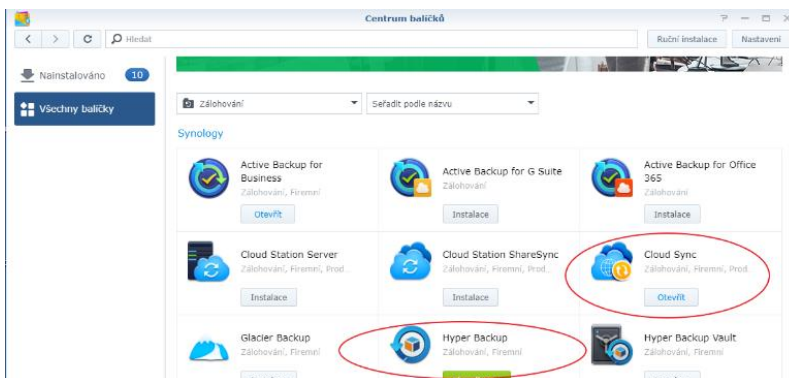 Centrum balíčků
Hledat
Ruční instalace
Nastavení
Nainstalováno 10
Všechny balíčky
Zálohování
Seřadit podle názvu
Synology
Active Backup for
Business
Zálohování, Firemní
Otevřít
Active Backup for G Suite
Zálohování
Instalace
Active Backup for Office
365
Zálohování
Instalace
Cloud Station Server
Zálohování, Firemní, Prod...
Instalace
Cloud Station ShareSync
Zálohování, Firemní, Prod...
Instalace
Cloud Sync
Zálohování, Firemní, Prod...
Otevřít
Glacier Backup
Zálohování, Firemní
Hyper Backup
Zálohování, Firemní
Hyper Backup Vault
Zálohování, Firemní